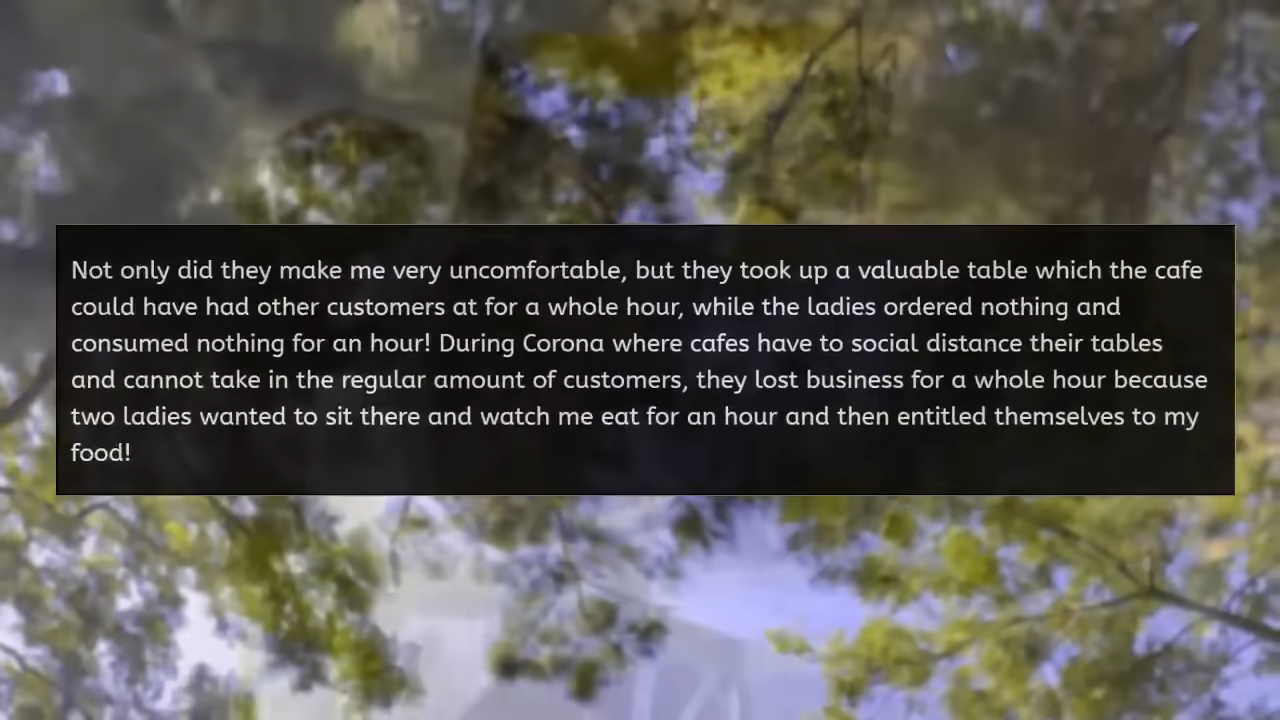 Not only did they make me very uncomfortable, but they took up a valuable table which the cafe
could have had other customers at for a whole hour, while the ladies ordered nothing and
consumed nothing for an hour! During Corona where cafes have to social distance their tables
and cannot take in the regular amount of customers, they lost business for a whole hour because
two ladies wanted to sit there and watch me eat for an hour and then entitled themselves to my
food!